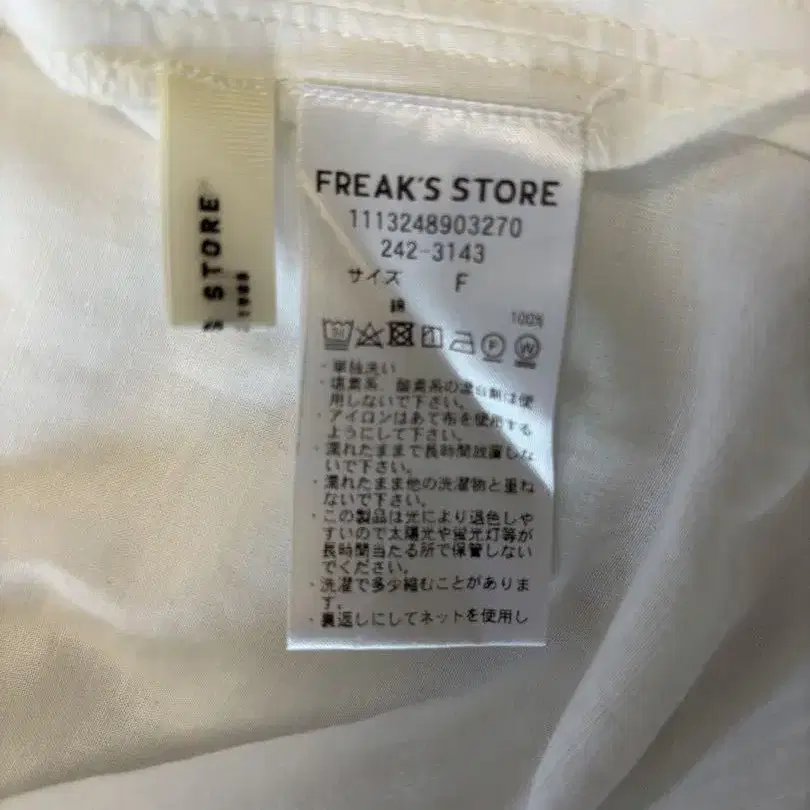 S STORE
FREAK'S STORE
1113248903270
242-3143
サイズ F
綿
100%
・単独洗い
・塩素系、酸素系の漂白剤は使
用しないで下さい。
・アイロンはあて布を使用する
ようにして下さい。
・濡れたままで長時間放置しな
いで下さい。
・濡れたまま他の洗濯物と重ね
ないで下さい。
・この製品は光により退色しや
すいので太陽光や蛍光灯等が
長時間当たる所で保管しない
でください。
・洗濯で多少縮むことがありま
す。
・裏返しにしてネットを使用し